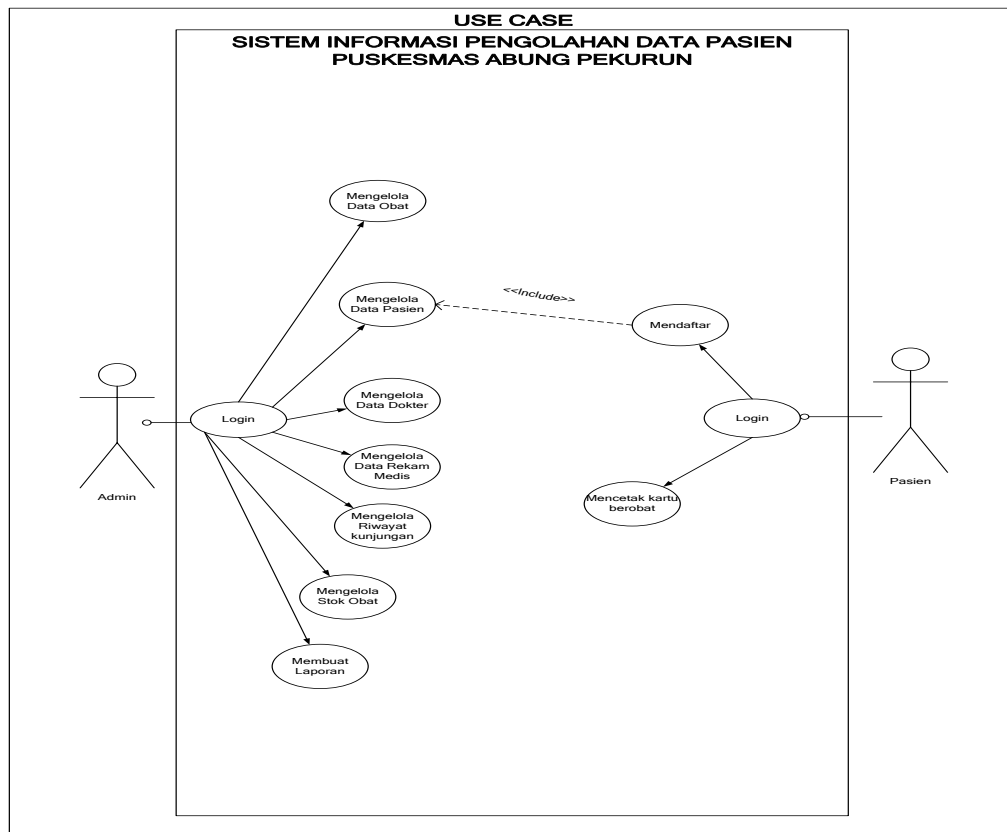 USE CASE
SISTEM INFORMASI PENGOLAHAN DATA PASIEN
PUSKESMAS ABUNG PEKURUN
Mengelola
Data Obat
<<Include>>
Mengelola
Data Pasien
Mendaftar
Mengelola
Data Dokter
Login
Login
Mengelola
Data Rekam
Medis
Pasien
Admin
Mencetak kartu
berobat
Mengelola
Riwayat
kunjungan
Mengelola
Stok Obat
Membuat
Laporan